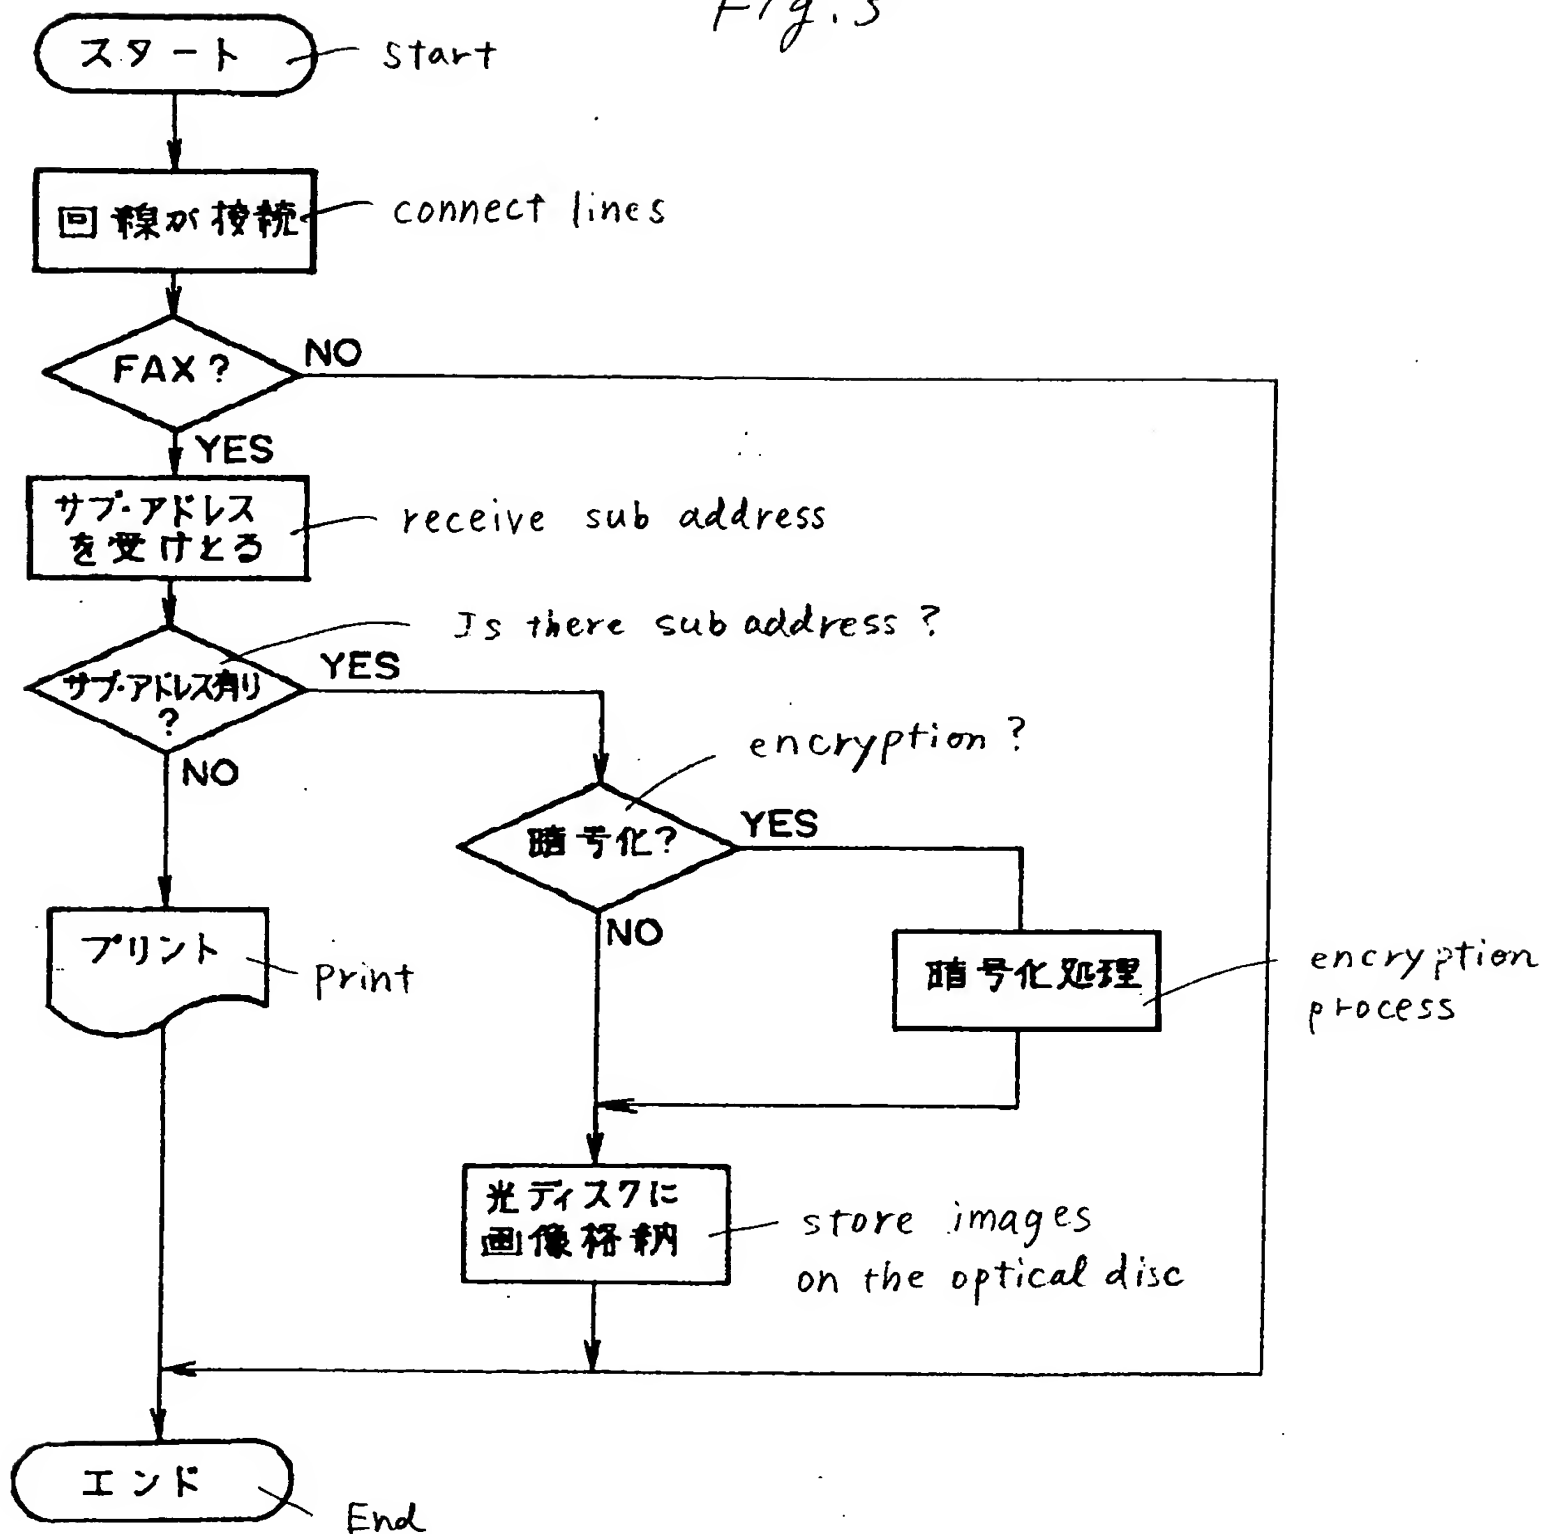 Fig. 3
スタート
start
回線が接続
connect lines
FAX?
NO
YES
サブ・アドレス
を受けとる
receive sub address
Is there sub address?
サブ・アドレス有り
?
YES
NO
encryption?
暗号化?
YES
NO
プリント
print
暗号化処理
encryption
process
光ディスクに
画像格納
store images
on the optical disc
エンド
End